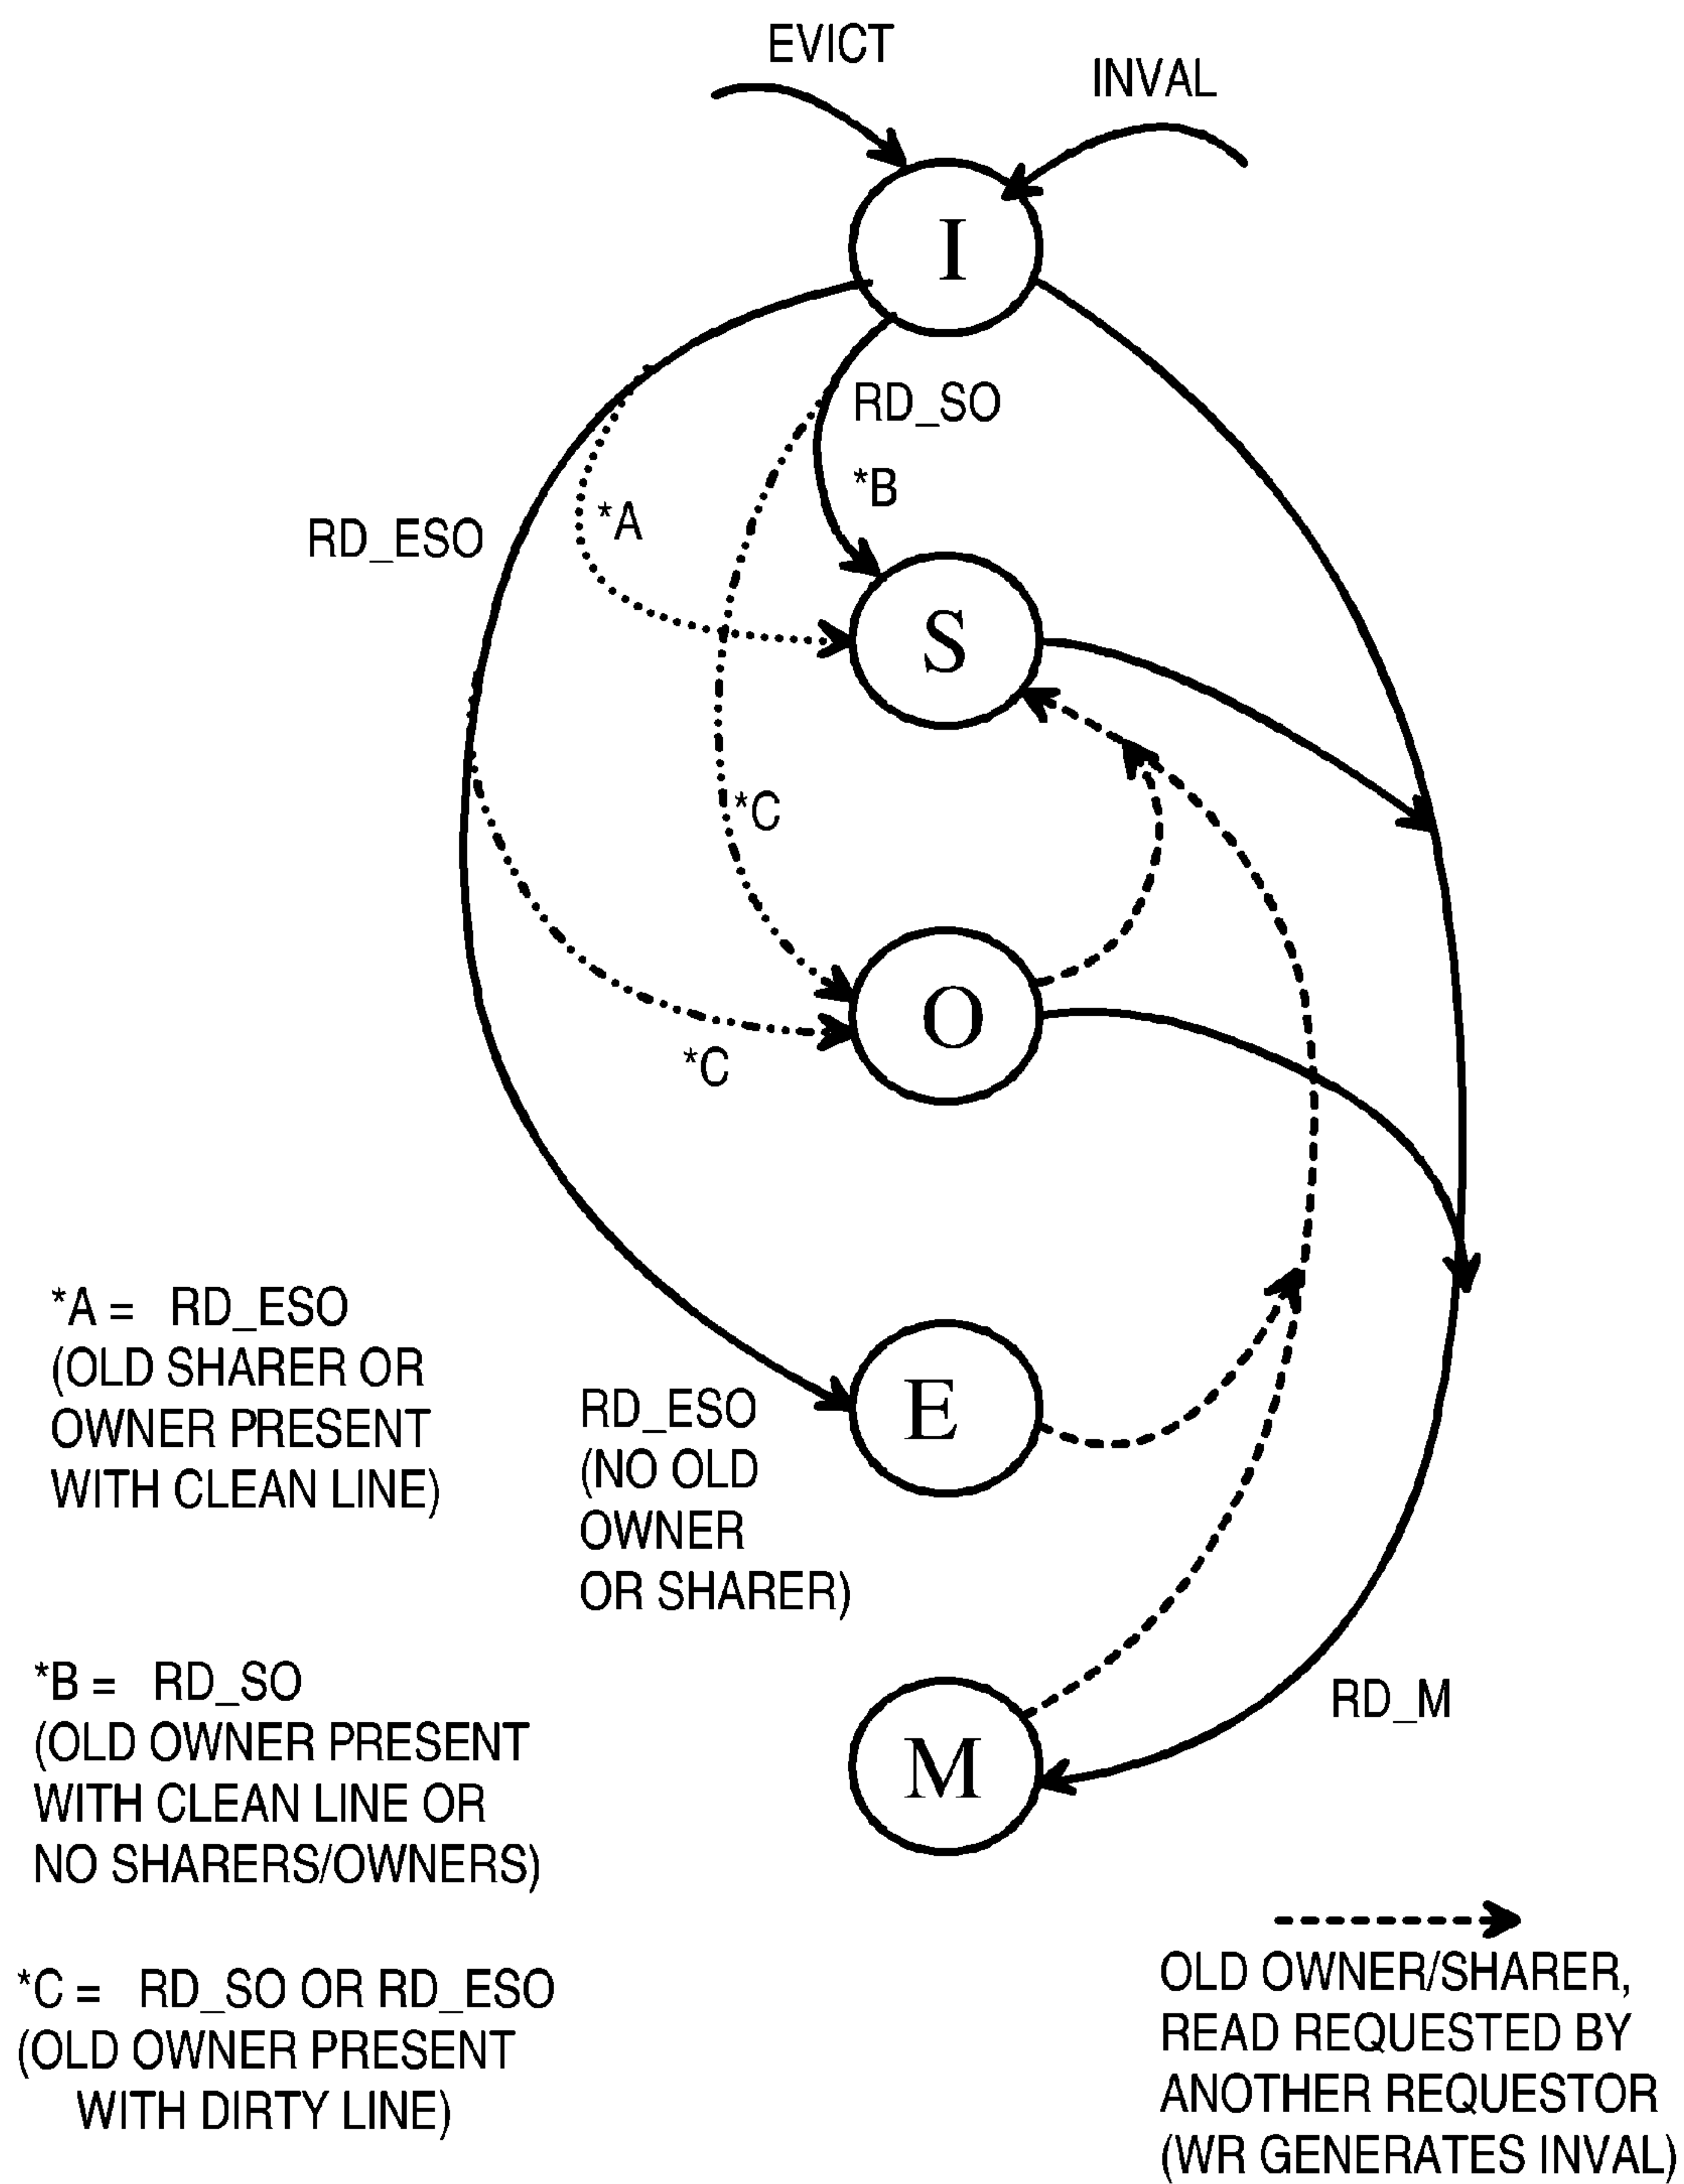 EVICT
INVAL
I
RD_SO
*B
*A
RD_ESO
S
*C
O
*C
E
RD_ESO
(NO OLD
OWNER
OR SHARER)
M
RD_M
*A = RD_ESO
(OLD SHARER OR
OWNER PRESENT
WITH CLEAN LINE)
*B = RD_SO
(OLD OWNER PRESENT
WITH CLEAN LINE OR
NO SHARERS/OWNERS)
*C = RD_SO OR RD_ESO
(OLD OWNER PRESENT
WITH DIRTY LINE)
OLD OWNER/SHARER,
READ REQUESTED BY
ANOTHER REQUESTOR
(WR GENERATES INVAL)